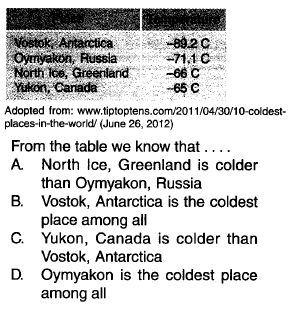 Place Temperature
Vostok, Antarctica –89.2 C
Oymyakon, Russia –71.1 C
North Ice, Greenland –66 C
Yukon, Canada –65 C
Adopted from: www.tiptoptens.com/2011/04/30/10-coldest-
places-in-the-world/ (June 26, 2012)
From the table we know that . . . .
A. North Ice, Greenland is colder
than Oymyakon, Russia
B. Vostok, Antarctica is the coldest
place among all
C. Yukon, Canada is colder than
Vostok, Antarctica
D. Oymyakon is the coldest place
among all